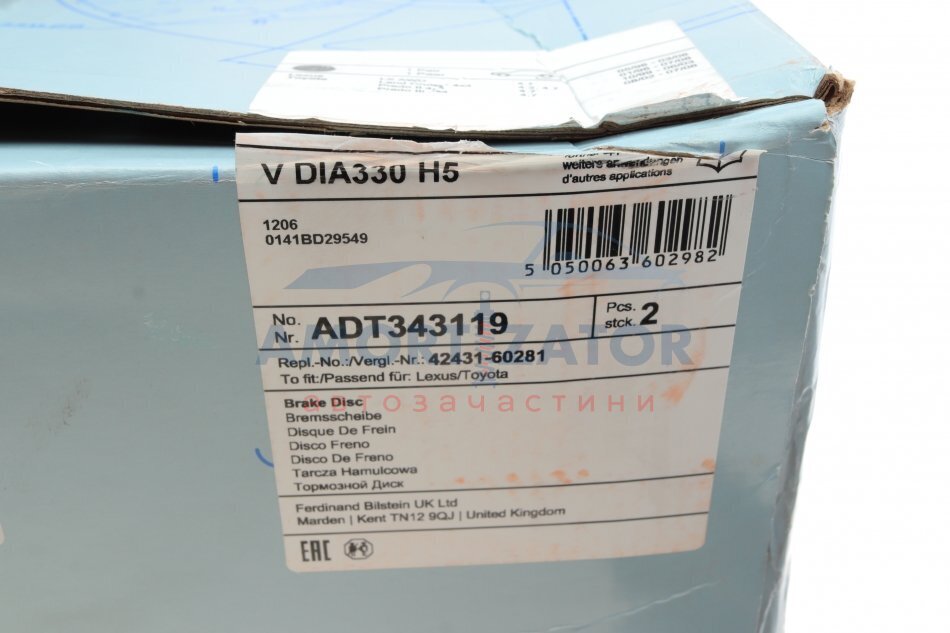 V DIA330 H5
weitere anwendungen
d'autres applications
1206
0141BD29549
5 050063 602982
No.
Nr. ADT343119
Pcs.
stck. 2
Repl.-No.:/Vergl.-Nr.: 42431-60281
To fit:/Passend für: Lexus/Toyota
Brake Disc
Bremsscheibe
Disque De Frein
Disco Freno
Disco De Freno
Tarcza Hamulcowa
Тормозной Диск
Ferdinand Bilstein UK Ltd
Marden | Kent TN12 9QJ | United Kingdom
EAC
AMORTIZATOR
автозачастини